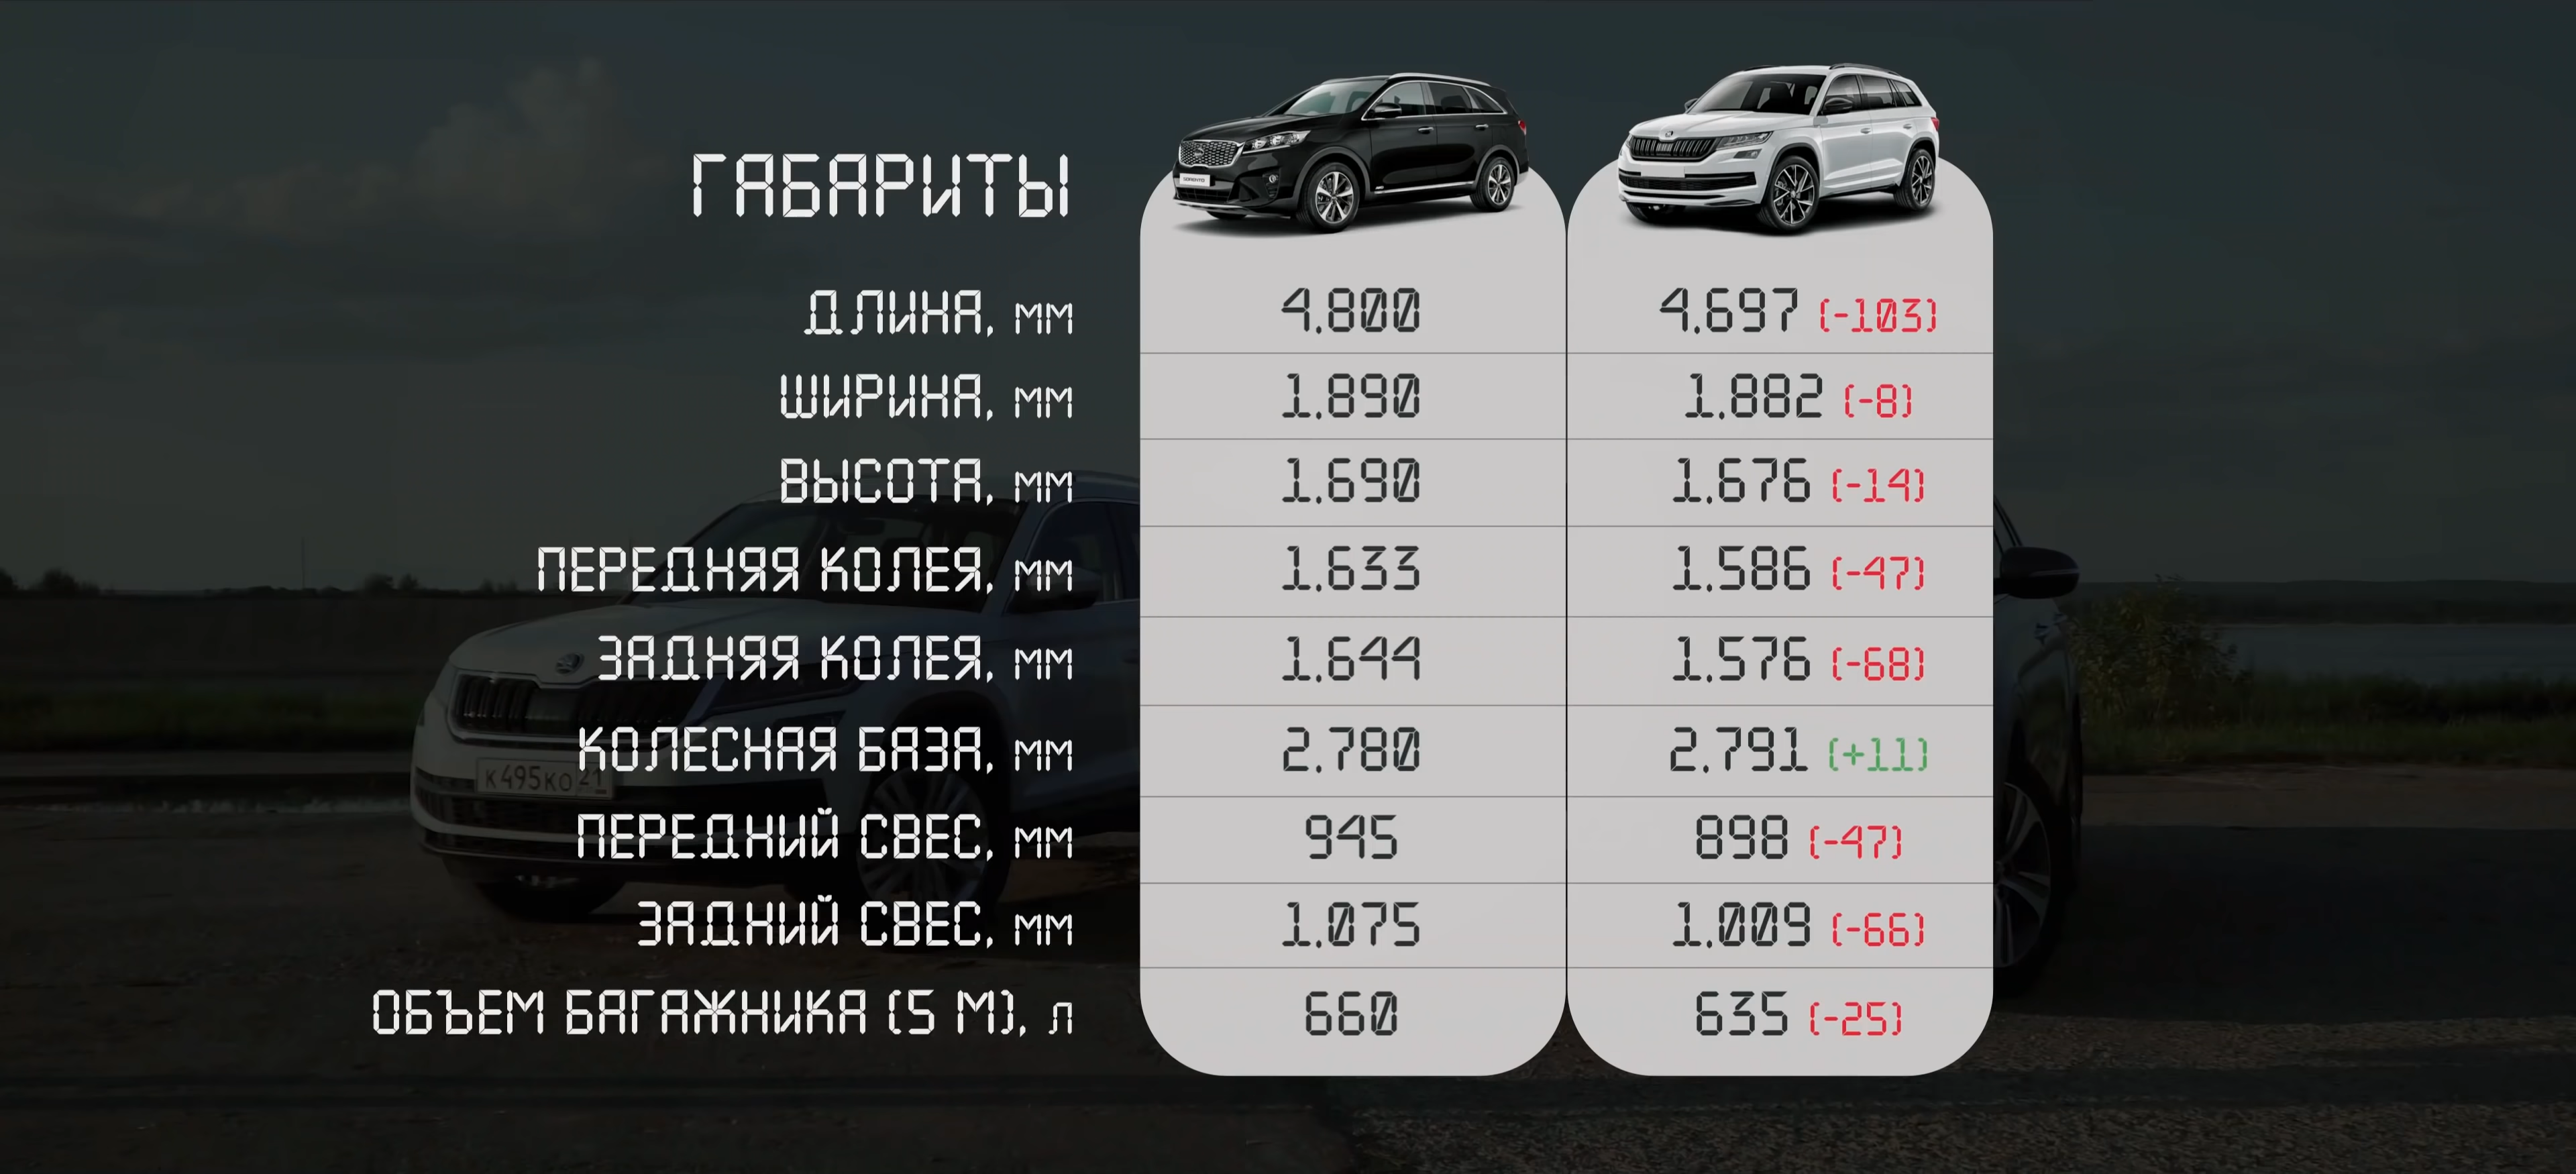 ГАБАРИТЫ
ДЛИНА, мм 4.800 4.697 (-103)
ШИРИНА, мм 1.890 1.882 (-8)
ВЫСОТА, мм 1.690 1.676 (-14)
ПЕРЕДНЯЯ КОЛЕЯ, мм 1.633 1.586 (-47)
ЗАДНЯЯ КОЛЕЯ, мм 1.644 1.576 (-68)
КОЛЕСНАЯ БАЗА, мм 2.780 2.791 (+11)
К495КО 21
ПЕРЕДНИЙ СВЕС, мм 945 898 (-47)
ЗАДНИЙ СВЕС, мм 1.075 1.009 (-66)
ОБЪЕМ БАГАЖНИКА (5 М), л 660 635 (-25)